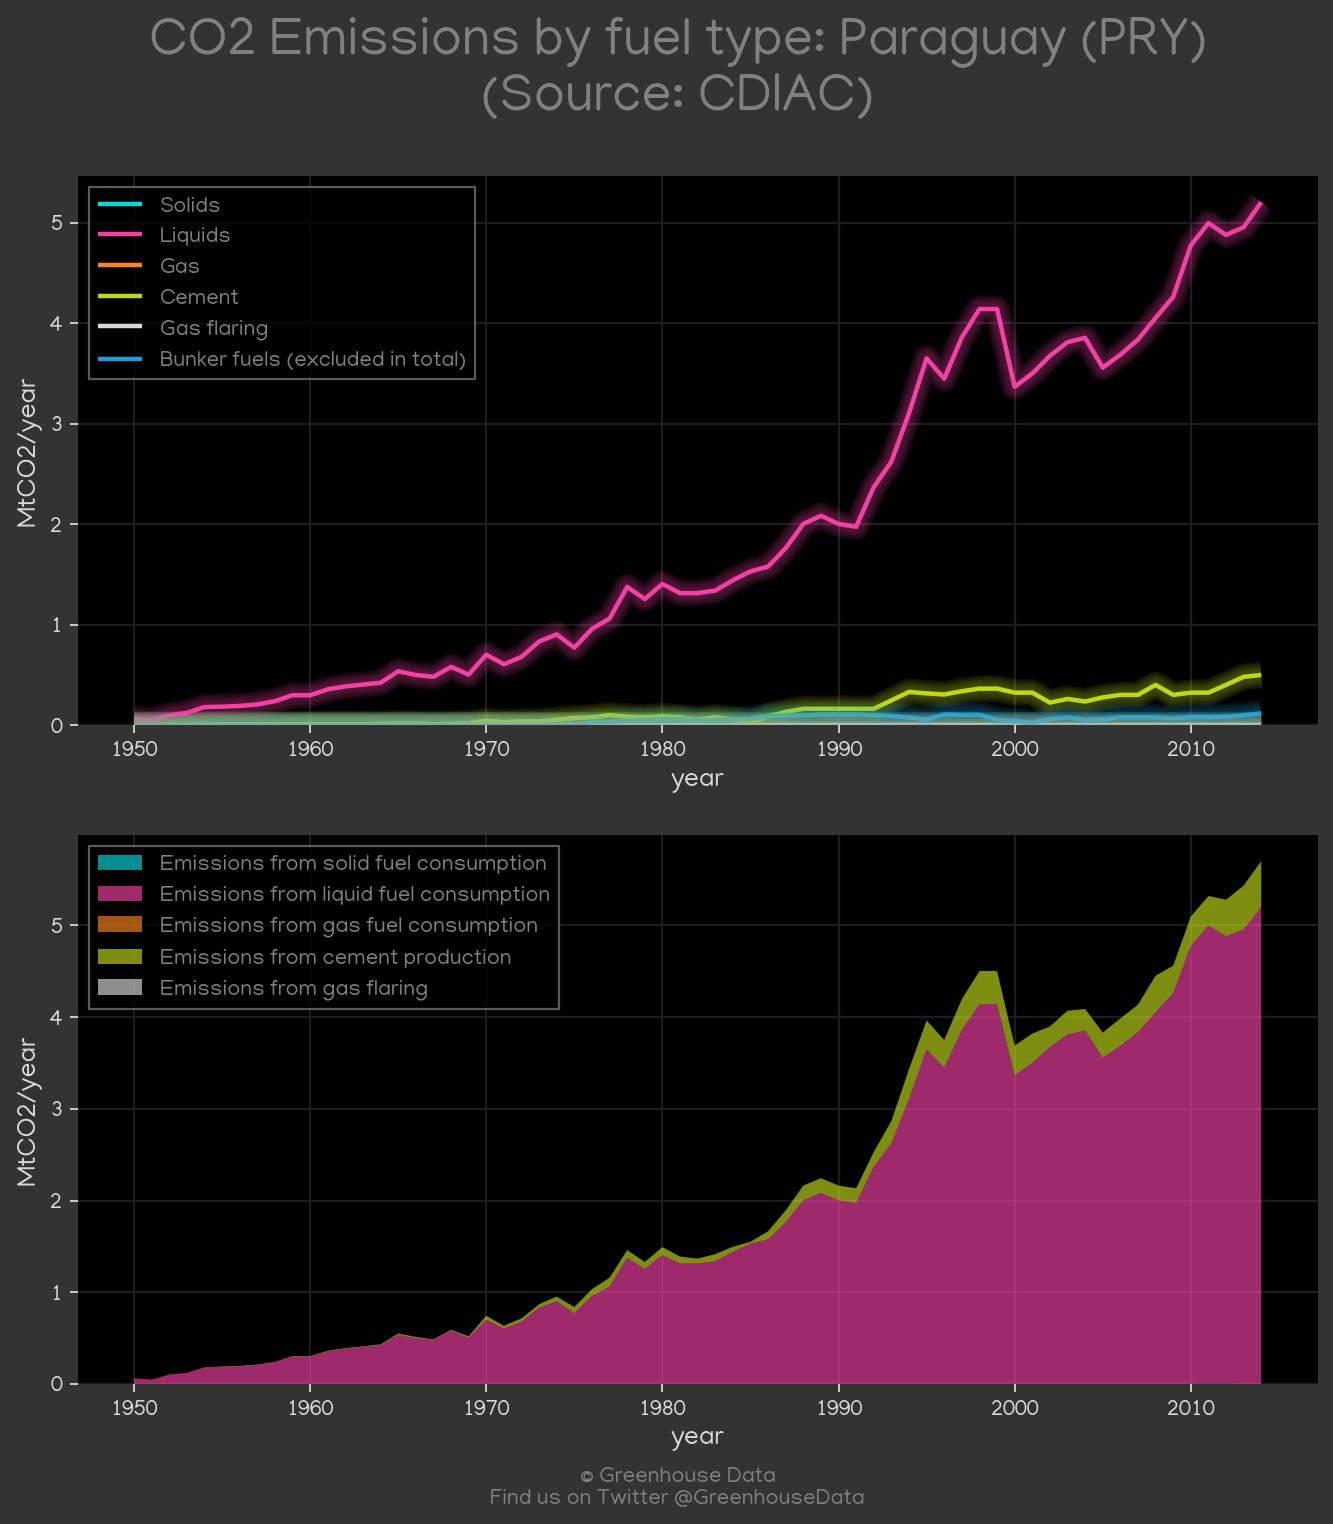 CO2 Emissions by fuel type: Paraguay (PRY)
(Source: CDIAC)
Solids
Liquids
Gas
Cement
Gas flaring
Bunker fuels (excluded in total)
MtCO2/year
5
4
3
2
1
0
1950 1960 1970 1980 1990 2000 2010
year
Emissions from solid fuel consumption
Emissions from liquid fuel consumption
Emissions from gas fuel consumption
Emissions from cement production
Emissions from gas flaring
MtCO2/year
5
4
3
2
1
0
1950 1960 1970 1980 1990 2000 2010
year
© Greenhouse Data
Find us on Twitter @GreenhouseData